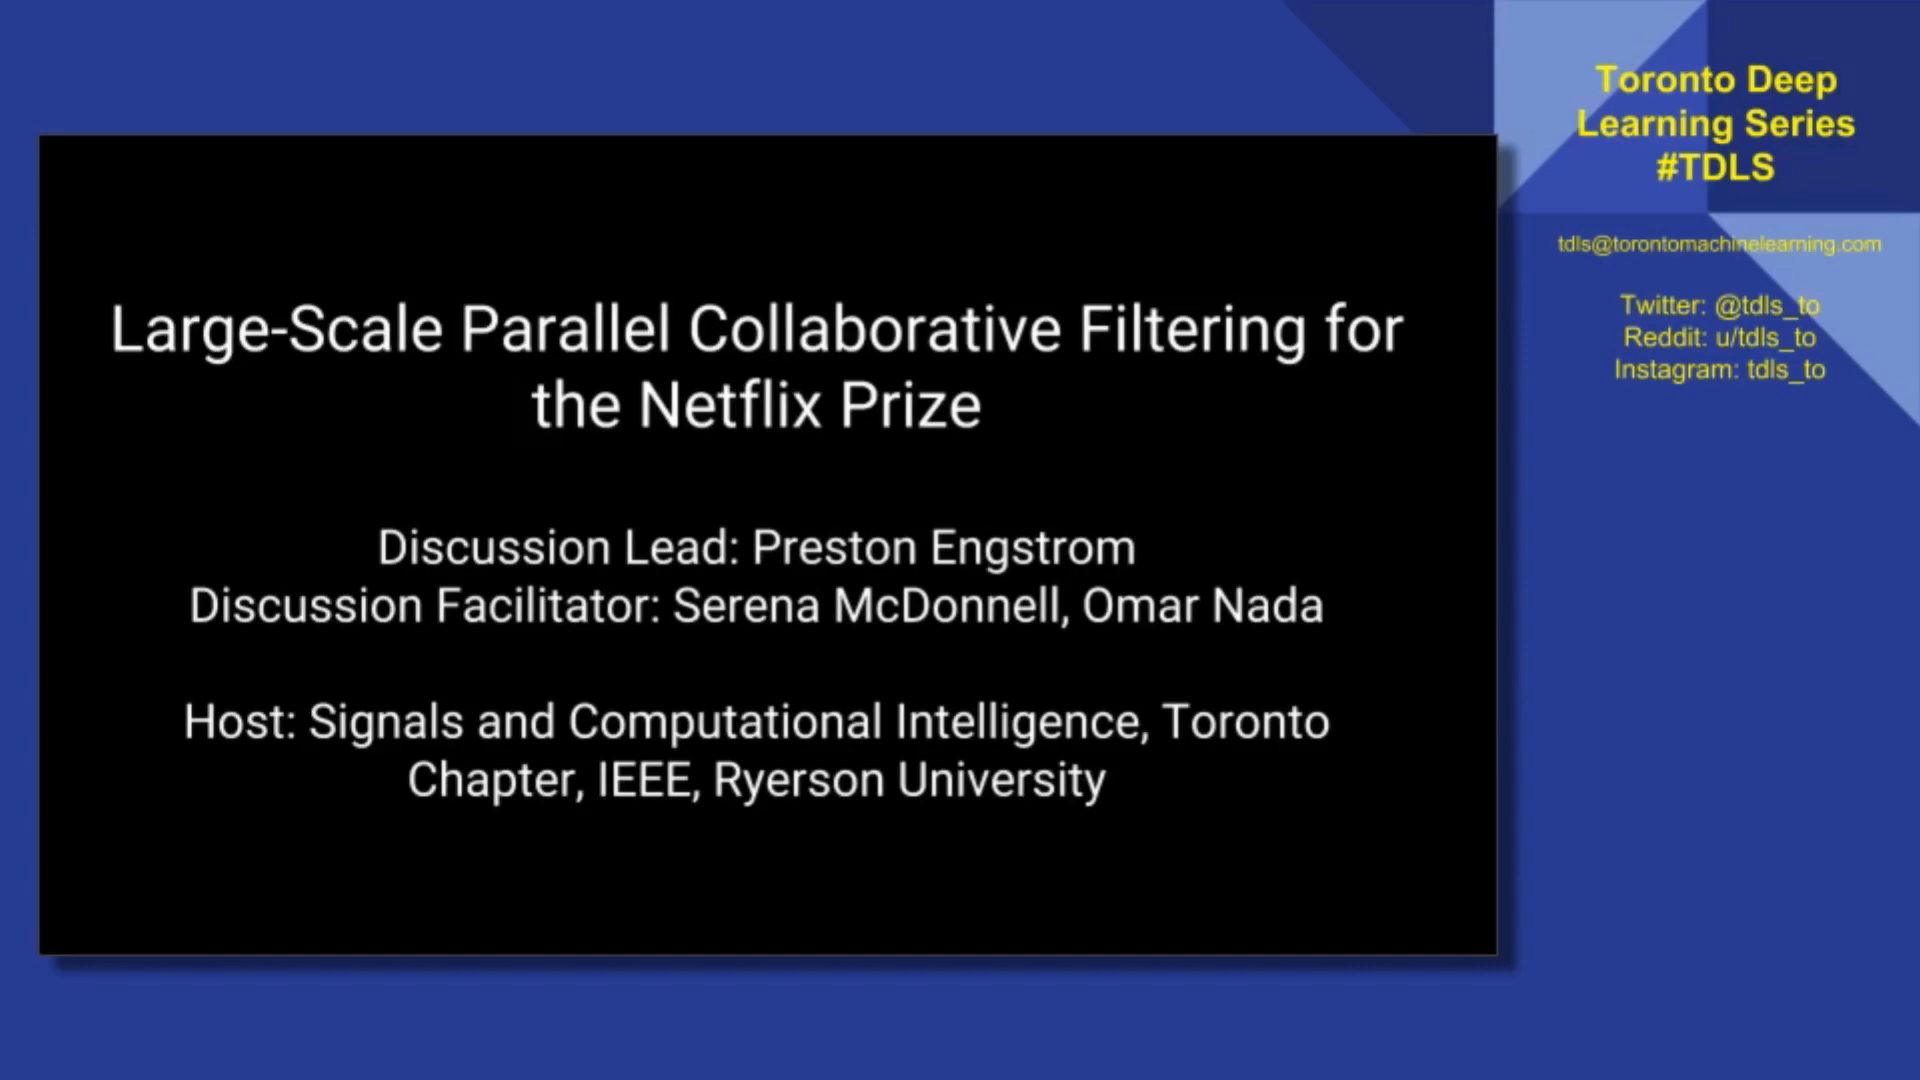 Large-Scale Parallel Collaborative Filtering for
the Netflix Prize
Discussion Lead: Preston Engstrom
Discussion Facilitator: Serena McDonnell, Omar Nada
Host: Signals and Computational Intelligence, Toronto
Chapter, IEEE, Ryerson University
Toronto Deep
Learning Series
#TDLS
tdls@torontomachinelearning.com
Twitter: @tdls_to
Reddit: u/tdls_to
Instagram: tdls_to